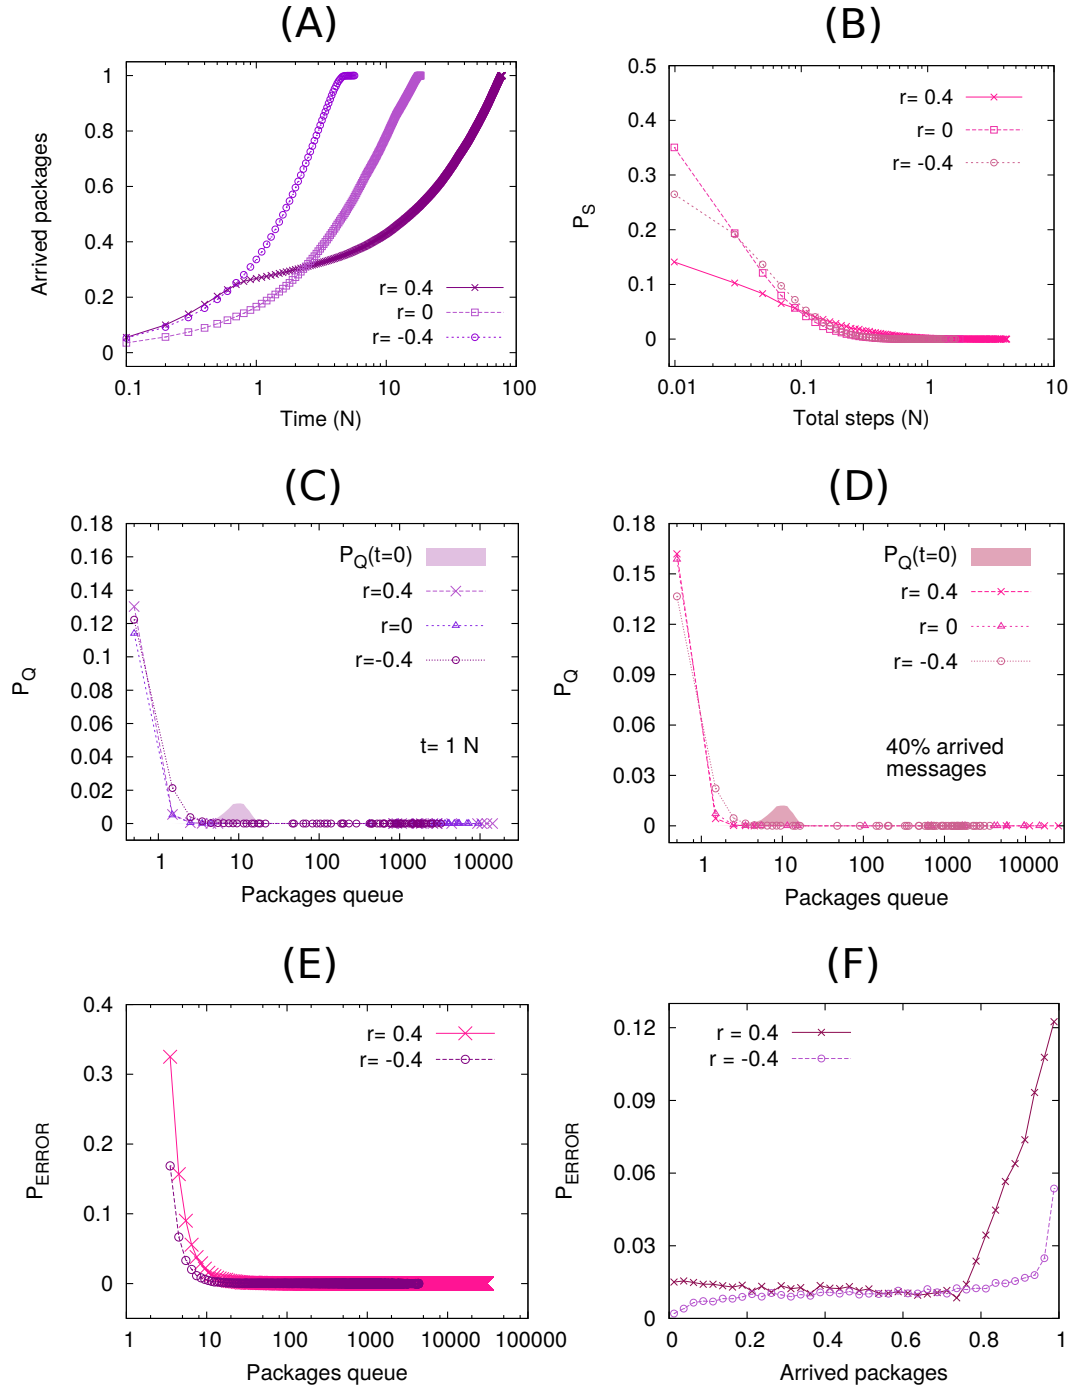 (A)
1
0.8
0.6
0.4
0.2
0
Arrived packages
r= 0.4
r= 0
r= -0.4
0.1
1
10
100
Time (N)
(B)
0.5
0.4
0.3
0.2
0.1
0
P_S
r= 0.4
r= 0
r= -0.4
0.01
0.1
1
10
Total steps (N)
(C)
0.18
0.16
0.14
0.12
0.1
0.08
0.06
0.04
0.02
0
P_Q
P_Q(t=0)
r=0.4
r=0
r=-0.4
t= 1 N
1
10
100
1000
10000
Packages queue
(D)
0.18
0.15
0.12
0.09
0.06
0.03
0
P_Q
P_Q(t=0)
r= 0.4
r= 0
r= -0.4
40% arrived
messages
1
10
100
1000
10000
Packages queue
(E)
0.4
0.3
0.2
0.1
0
P_ERROR
r= 0.4
r= -0.4
1
10
100
1000
10000
100000
Packages queue
(F)
0.12
0.09
0.06
0.03
0
P_ERROR
r = 0.4
r = -0.4
0
0.2
0.4
0.6
0.8
1
Arrived packages